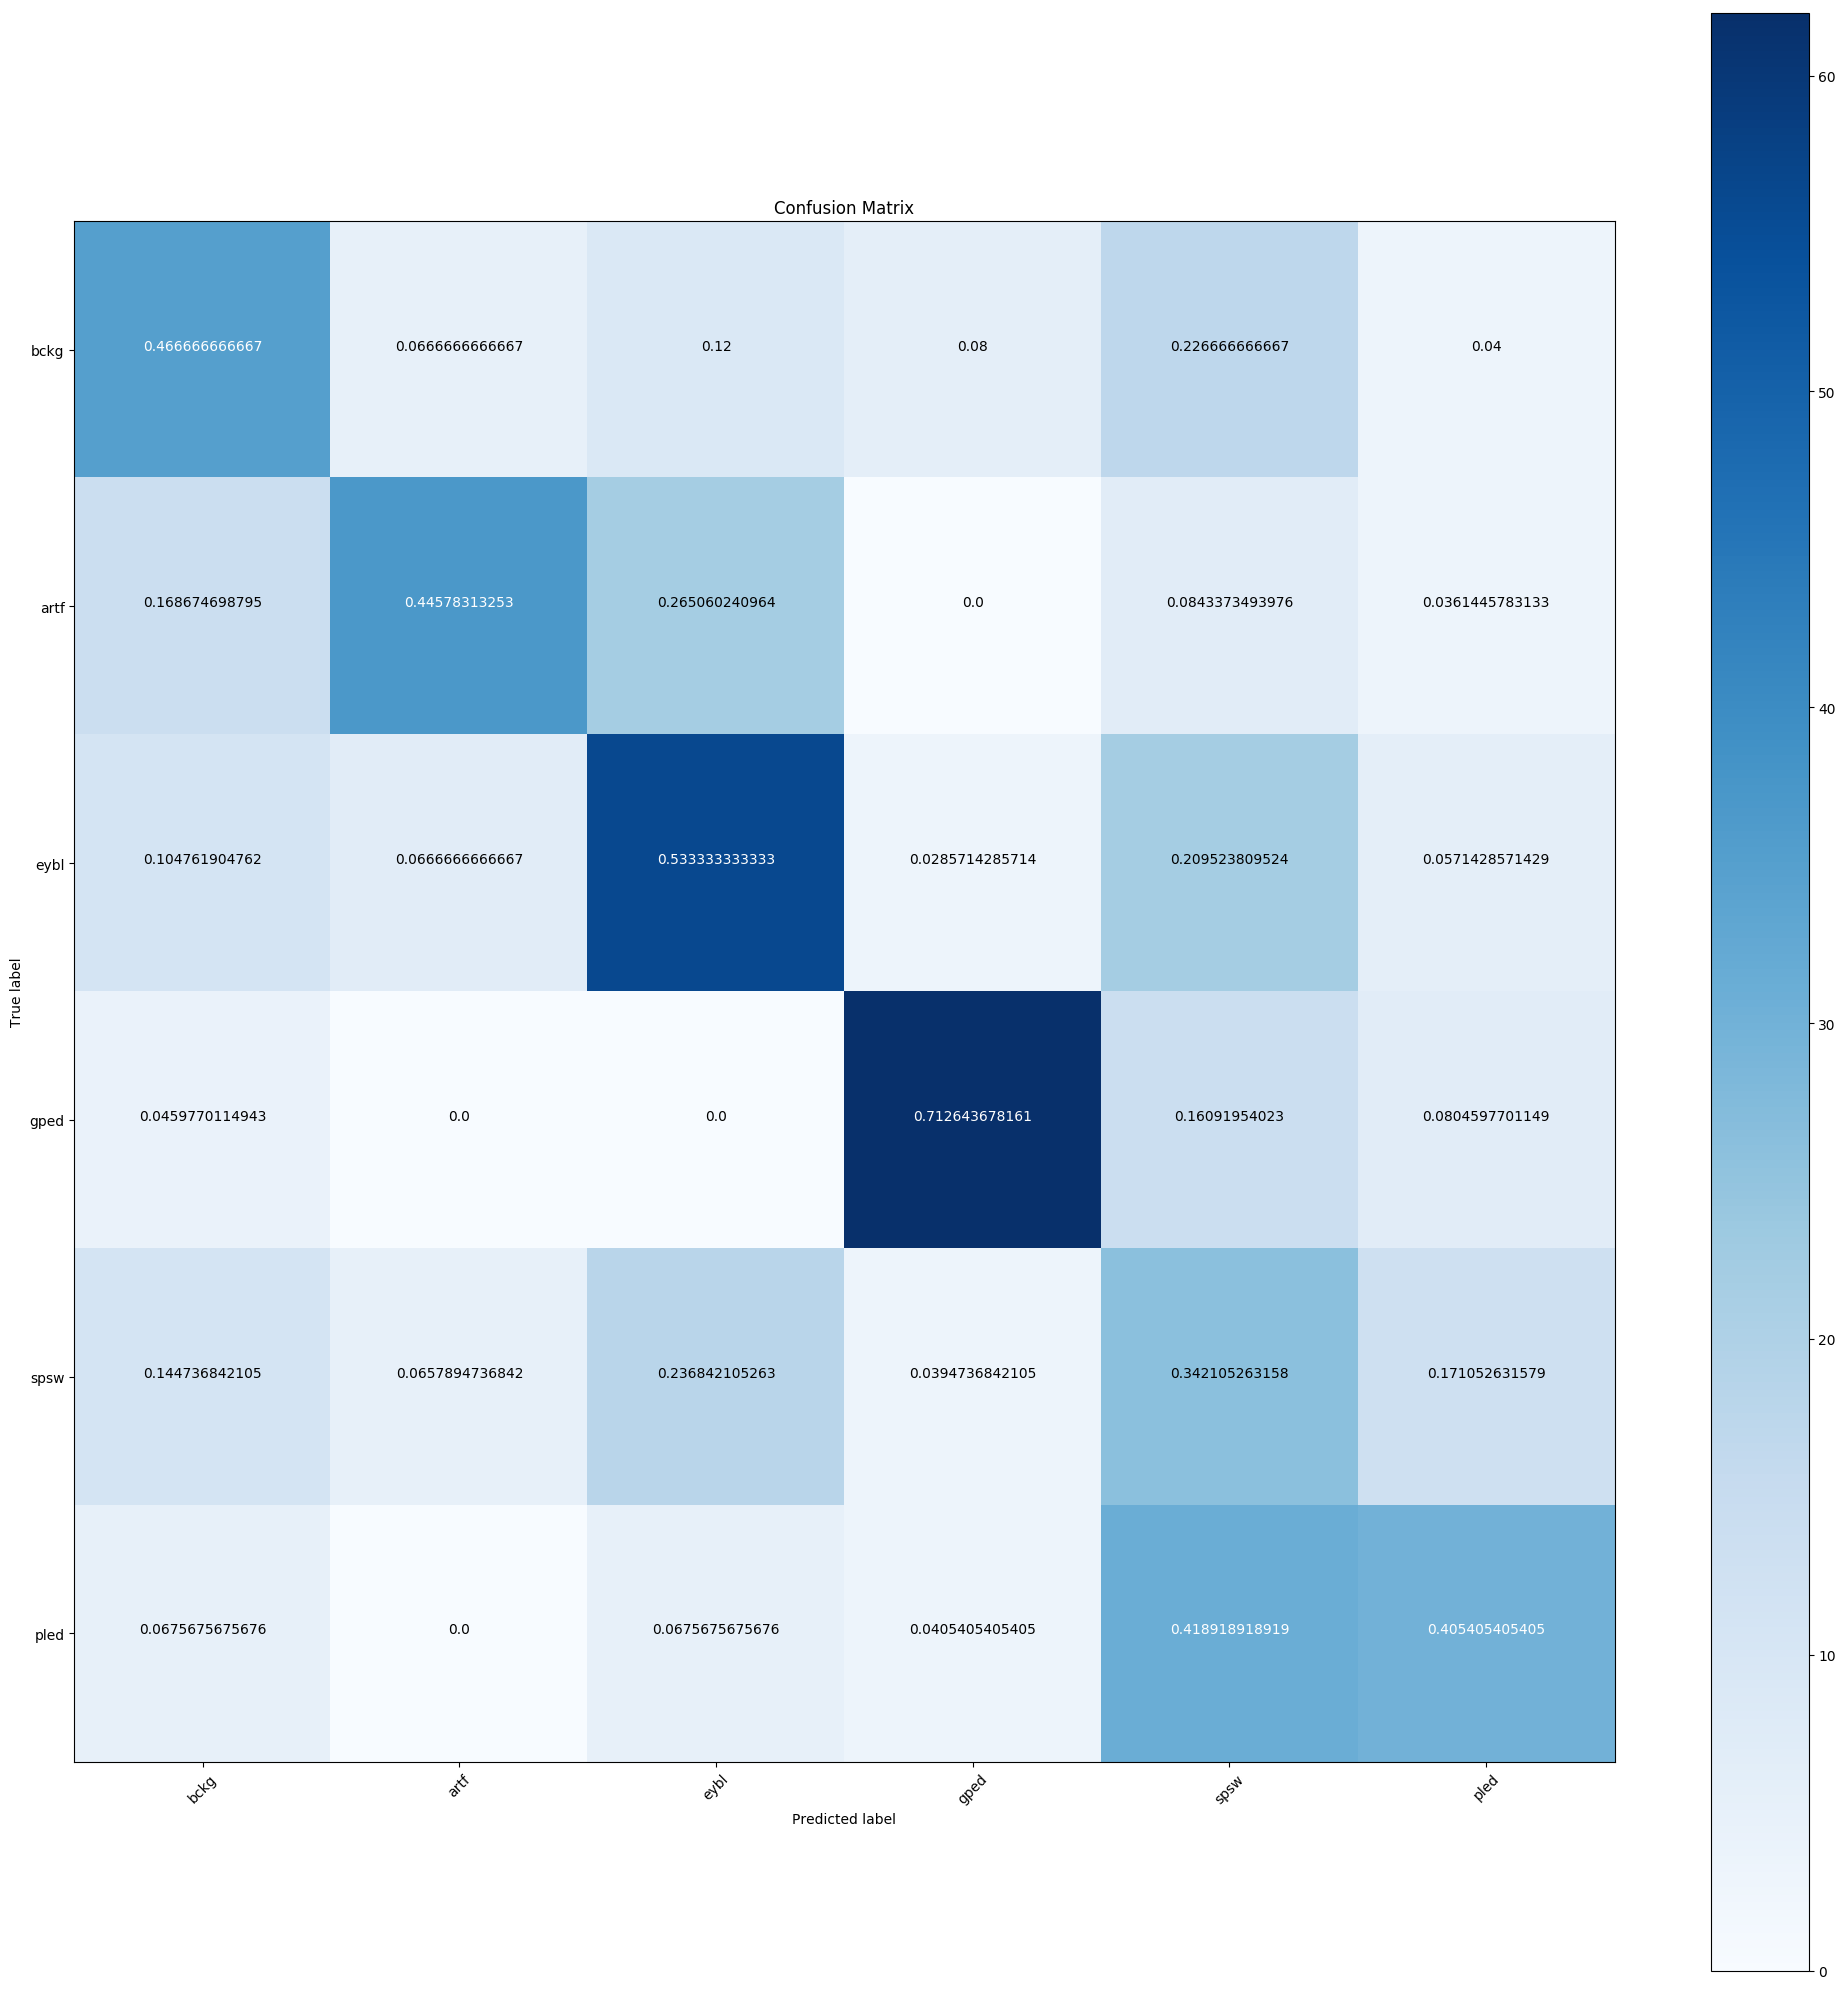 Confusion Matrix
60
50
40
30
20
10
0
True label
bckg 0.466666666667 0.0666666666667 0.12 0.08 0.226666666667 0.04
artf 0.168674698795 0.44578313253 0.265060240964 0.0 0.0843373493976 0.0361445783133
eybl 0.104761904762 0.0666666666667 0.533333333333 0.0285714285714 0.209523809524 0.0571428571429
gped 0.0459770114943 0.0 0.0 0.712643678161 0.16091954023 0.0804597701149
spsw 0.144736842105 0.0657894736842 0.236842105263 0.0394736842105 0.342105263158 0.171052631579
pled 0.0675675675676 0.0 0.0675675675676 0.0405405405405 0.418918918919 0.405405405405
bckg artf eybl gped spsw pled
Predicted label